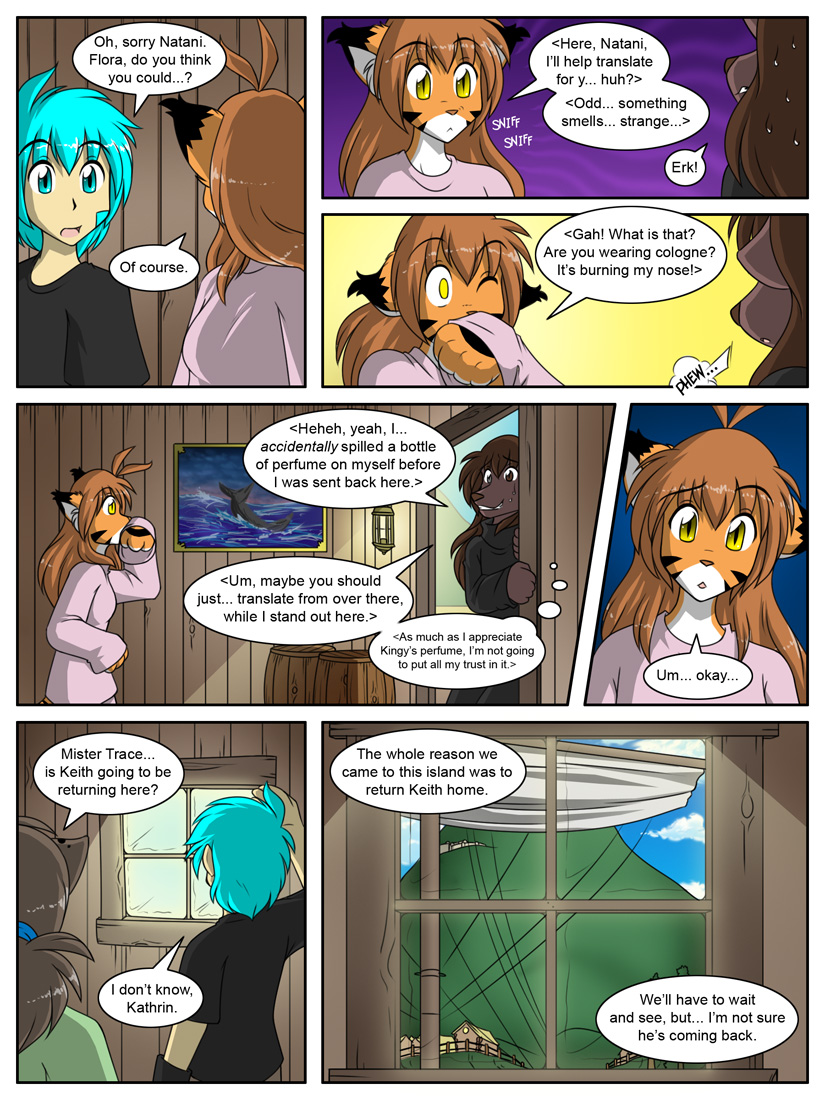 Oh, sorry Natani.
Flora, do you think
you could...?
Of course.
<Here, Natani,
I'll help translate
for y... huh?>
<Odd... something
smells... strange...>
SNIFF
SNIFF
Erk!
<Gah! What is that?
Are you wearing cologne?
It's burning my nose!>
PHEW...
<Heheh, yeah, I...
accidentally spilled a bottle
of perfume on myself before
I was sent back here.>
<Um, maybe you should
just... translate from over there,
while I stand out here.>
<As much as I appreciate
Kingy's perfume, I'm not going
to put all my trust in it.>
Um... okay...
Mister Trace...
is Keith going to be
returning here?
I don't know,
Kathrin.
The whole reason we
came to this island was to
return Keith home.
We'll have to wait
and see, but... I'm not sure
he's coming back.